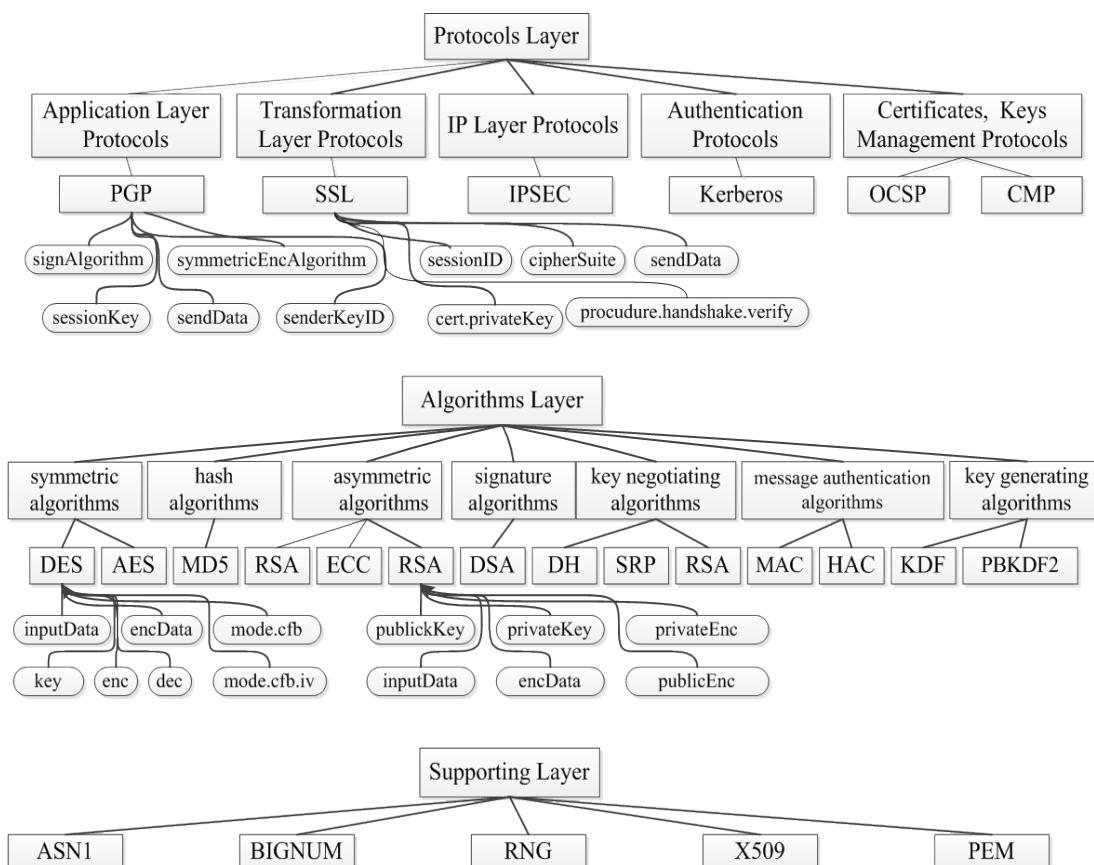 Protocols Layer
Application Layer
Protocols
Transformation
Layer Protocols
IP Layer Protocols
Authentication
Protocols
Certificates, Keys
Management Protocols
PGP
SSL
IPSEC
Kerberos
OCSP
CMP
signAlgorithm
symmetricEncAlgorithm
sessionID
cipherSuite
sendData
sessionKey
sendData
senderKeyID
cert.privateKey
procudure.handshake.verify
Algorithms Layer
symmetric
algorithms
hash
algorithms
asymmetric
algorithms
signature
algorithms
key negotiating
algorithms
message authentication
algorithms
key generating
algorithms
DES
AES
MD5
RSA
ECC
RSA
DSA
DH
SRP
RSA
MAC
HAC
KDF
PBKDF2
inputData
encData
mode.cfb
publickKey
privateKey
privateEnc
key
enc
dec
mode.cfb.iv
inputData
encData
publicEnc
Supporting Layer
ASN1
BIGNUM
RNG
X509
PEM